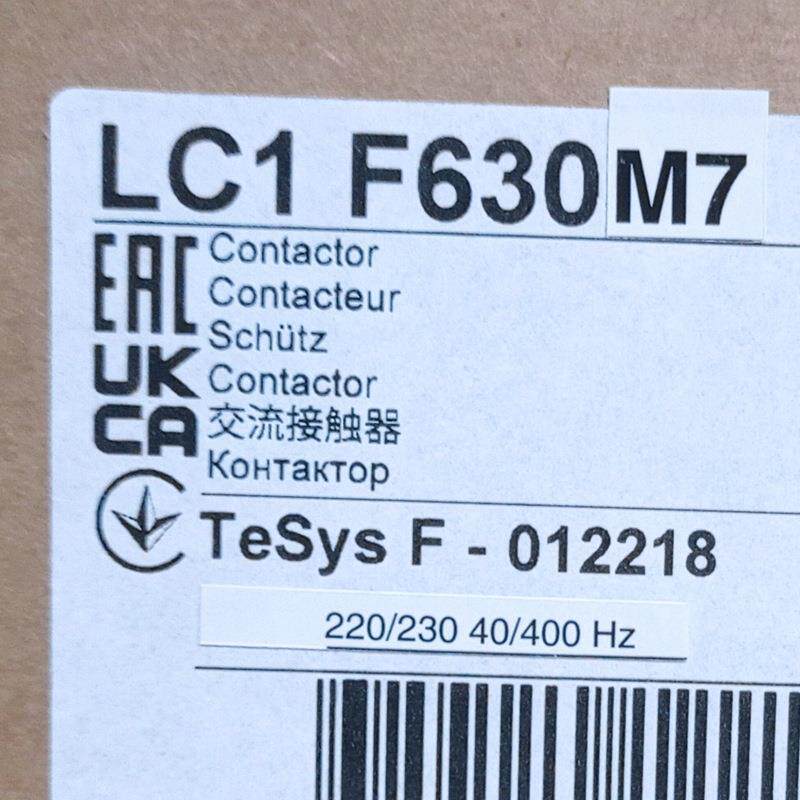 LC1 F630M7
EAC
UK
CA
Contactor
Contacteur
Schütz
Contactor
交流接触器
Контактор
TeSys F - 012218
220/230 40/400 Hz